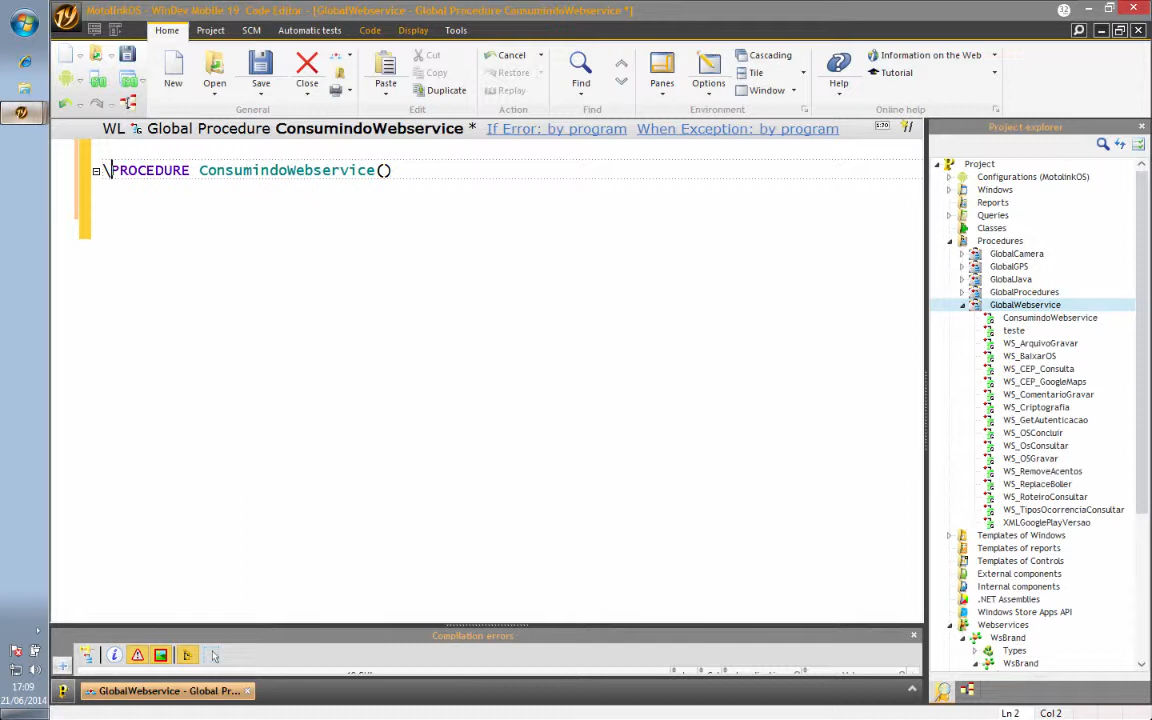 MotolinkOS - WinDev Mobile 19 Code Editor - [GlobalWebservice - Global Procedure ConsumindoWebservice *]
32
Home Project SCM Automatic tests Code Display Tools
New Open Save Close
Paste
Cut
Copy
Duplicate
Cancel
Restore
Replay
Find
Panes Options
Cascading
Tile
Window
Help
Information on the Web
Tutorial
General Edit Action Find Environment Online help
WL Global Procedure ConsumindoWebservice * If Error: by program When Exception: by program
\PROCEDURE ConsumindoWebservice()
Project explorer
Project
Configurations (MotolinkOS)
Windows
Reports
Queries
Classes
Procedures
GlobalCamera
GlobalGPS
GlobalJava
GlobalProcedures
GlobalWebservice
ConsumindoWebservice
teste
WS_ArquivoGravar
WS_BaixarOS
WS_CEP_Consulta
WS_CEP_GoogleMaps
WS_ComentarioGravar
WS_Criptografia
WS_GetAutenticacao
WS_OSConcluir
WS_OsConsultar
WS_OSGravar
WS_RemoveAcentos
WS_ReplaceBoler
WS_RoteiroConsultar
WS_TiposOcorrenciaConsultar
XMLGooglePlayVersao
Templates of Windows
Templates of reports
Templates of Controls
External components
Internal components
.NET Assemblies
Windows Store Apps API
Webservices
WsBrand
Types
WsBrand
Compilation errors
GlobalWebservice - Global Pr...
17:09
21/06/2014
Ln 2 Col 2